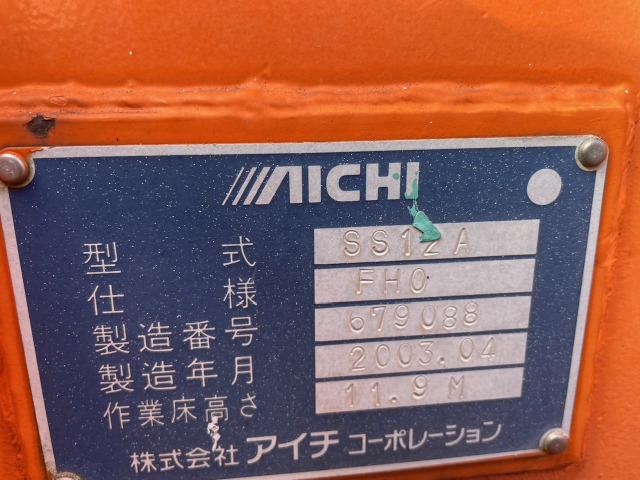 AICHI
型式 SS12A
仕様 FH0
製造番号 679088
製造年月 2003.04
作業床高さ 11.9M
株式会社 アイチ コーポレーション